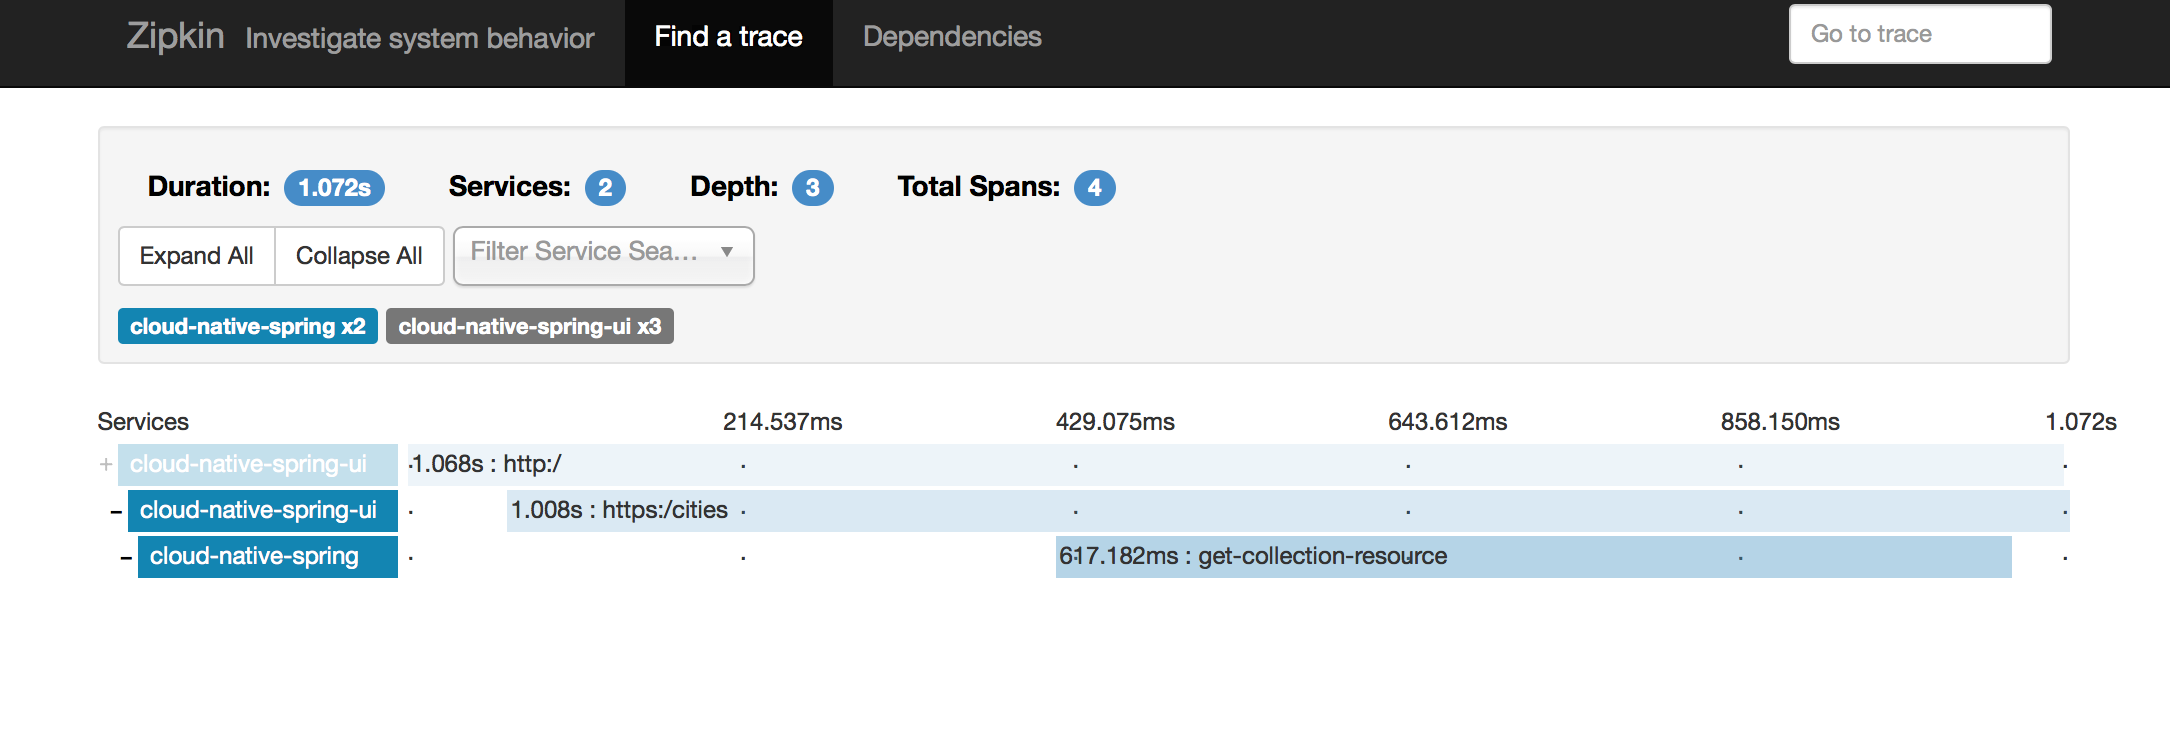 Zipkin Investigate system behavior Find a trace Dependencies Go to trace
Duration: 1.072s Services: 2 Depth: 3 Total Spans: 4
Expand All Collapse All Filter Service Sea...
cloud-native-spring x2 cloud-native-spring-ui x3
Services 214.537ms 429.075ms 643.612ms 858.150ms 1.072s
+ cloud-native-spring-ui 1.068s : http:/
- cloud-native-spring-ui 1.008s : https:/cities
- cloud-native-spring 617.182ms : get-collection-resource